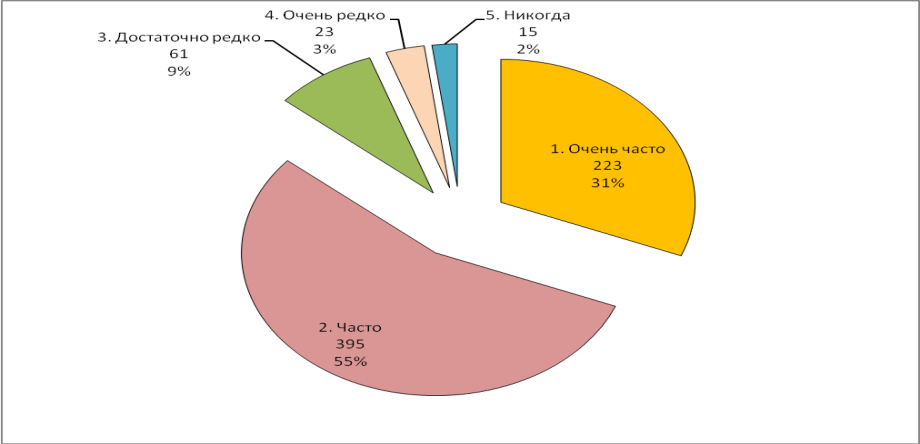 4. Очень редко
23
3%
5. Никогда
15
2%
3. Достаточно редко
61
9%
1. Очень часто
223
31%
2. Часто
395
55%